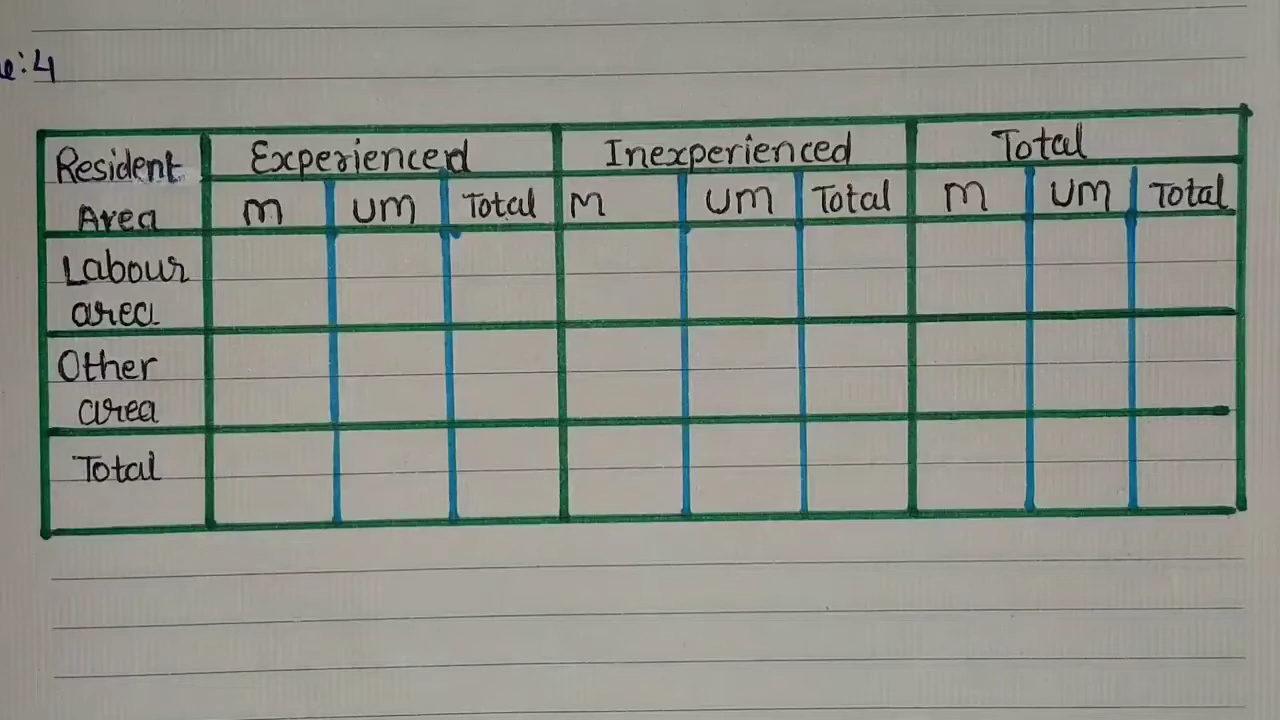 :4
Resident Experienced Inexperienced Total
Area M UM Total M UM Total M UM Total
Labour
area
Other
area
Total